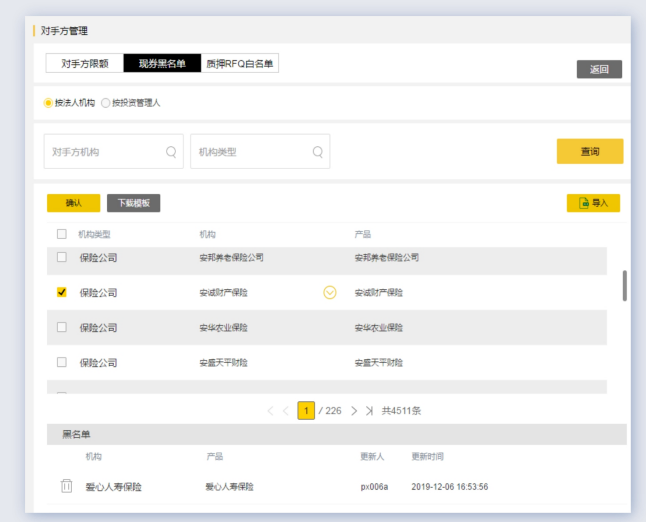 对手方管理
对手方限额 现券黑名单 质押RFQ白名单
返回
按法人机构 按投资管理人
对手方机构 机构类型 查询
确认 下载模板 导入
机构类型 机构 产品
保险公司 安邦养老保险公司 安邦养老保险公司
保险公司 安诚财产保险 安诚财产保险
保险公司 安华农业保险 安华农业保险
保险公司 安盛天平财险 安盛天平财险
1 / 226 共4511条
黑名单
机构 产品 更新人 更新时间
爱心人寿保险 爱心人寿保险 px006a 2019-12-06 16:53:56